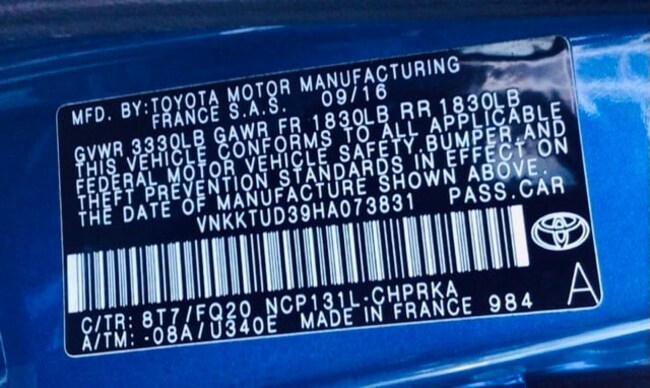 MFD. BY:TOYOTA MOTOR MANUFACTURING
FRANCE S.A.S. 09/16
GVWR 3330LB GAWR FR 1830LB RR 1830LB
THIS VEHICLE CONFORMS TO ALL APPLICABLE
FEDERAL MOTOR VEHICLE SAFETY,BUMPER,AND
THEFT PREVENTION STANDARDS IN EFFECT ON
THE DATE OF MANUFACTURE SHOWN ABOVE.
VNKKTUD39HA073831 PASS.CAR
C/TR: 8T7/FQ20 NCP131L-CHPRKA
A/TM: -08A/U340E MADE IN FRANCE 984
A